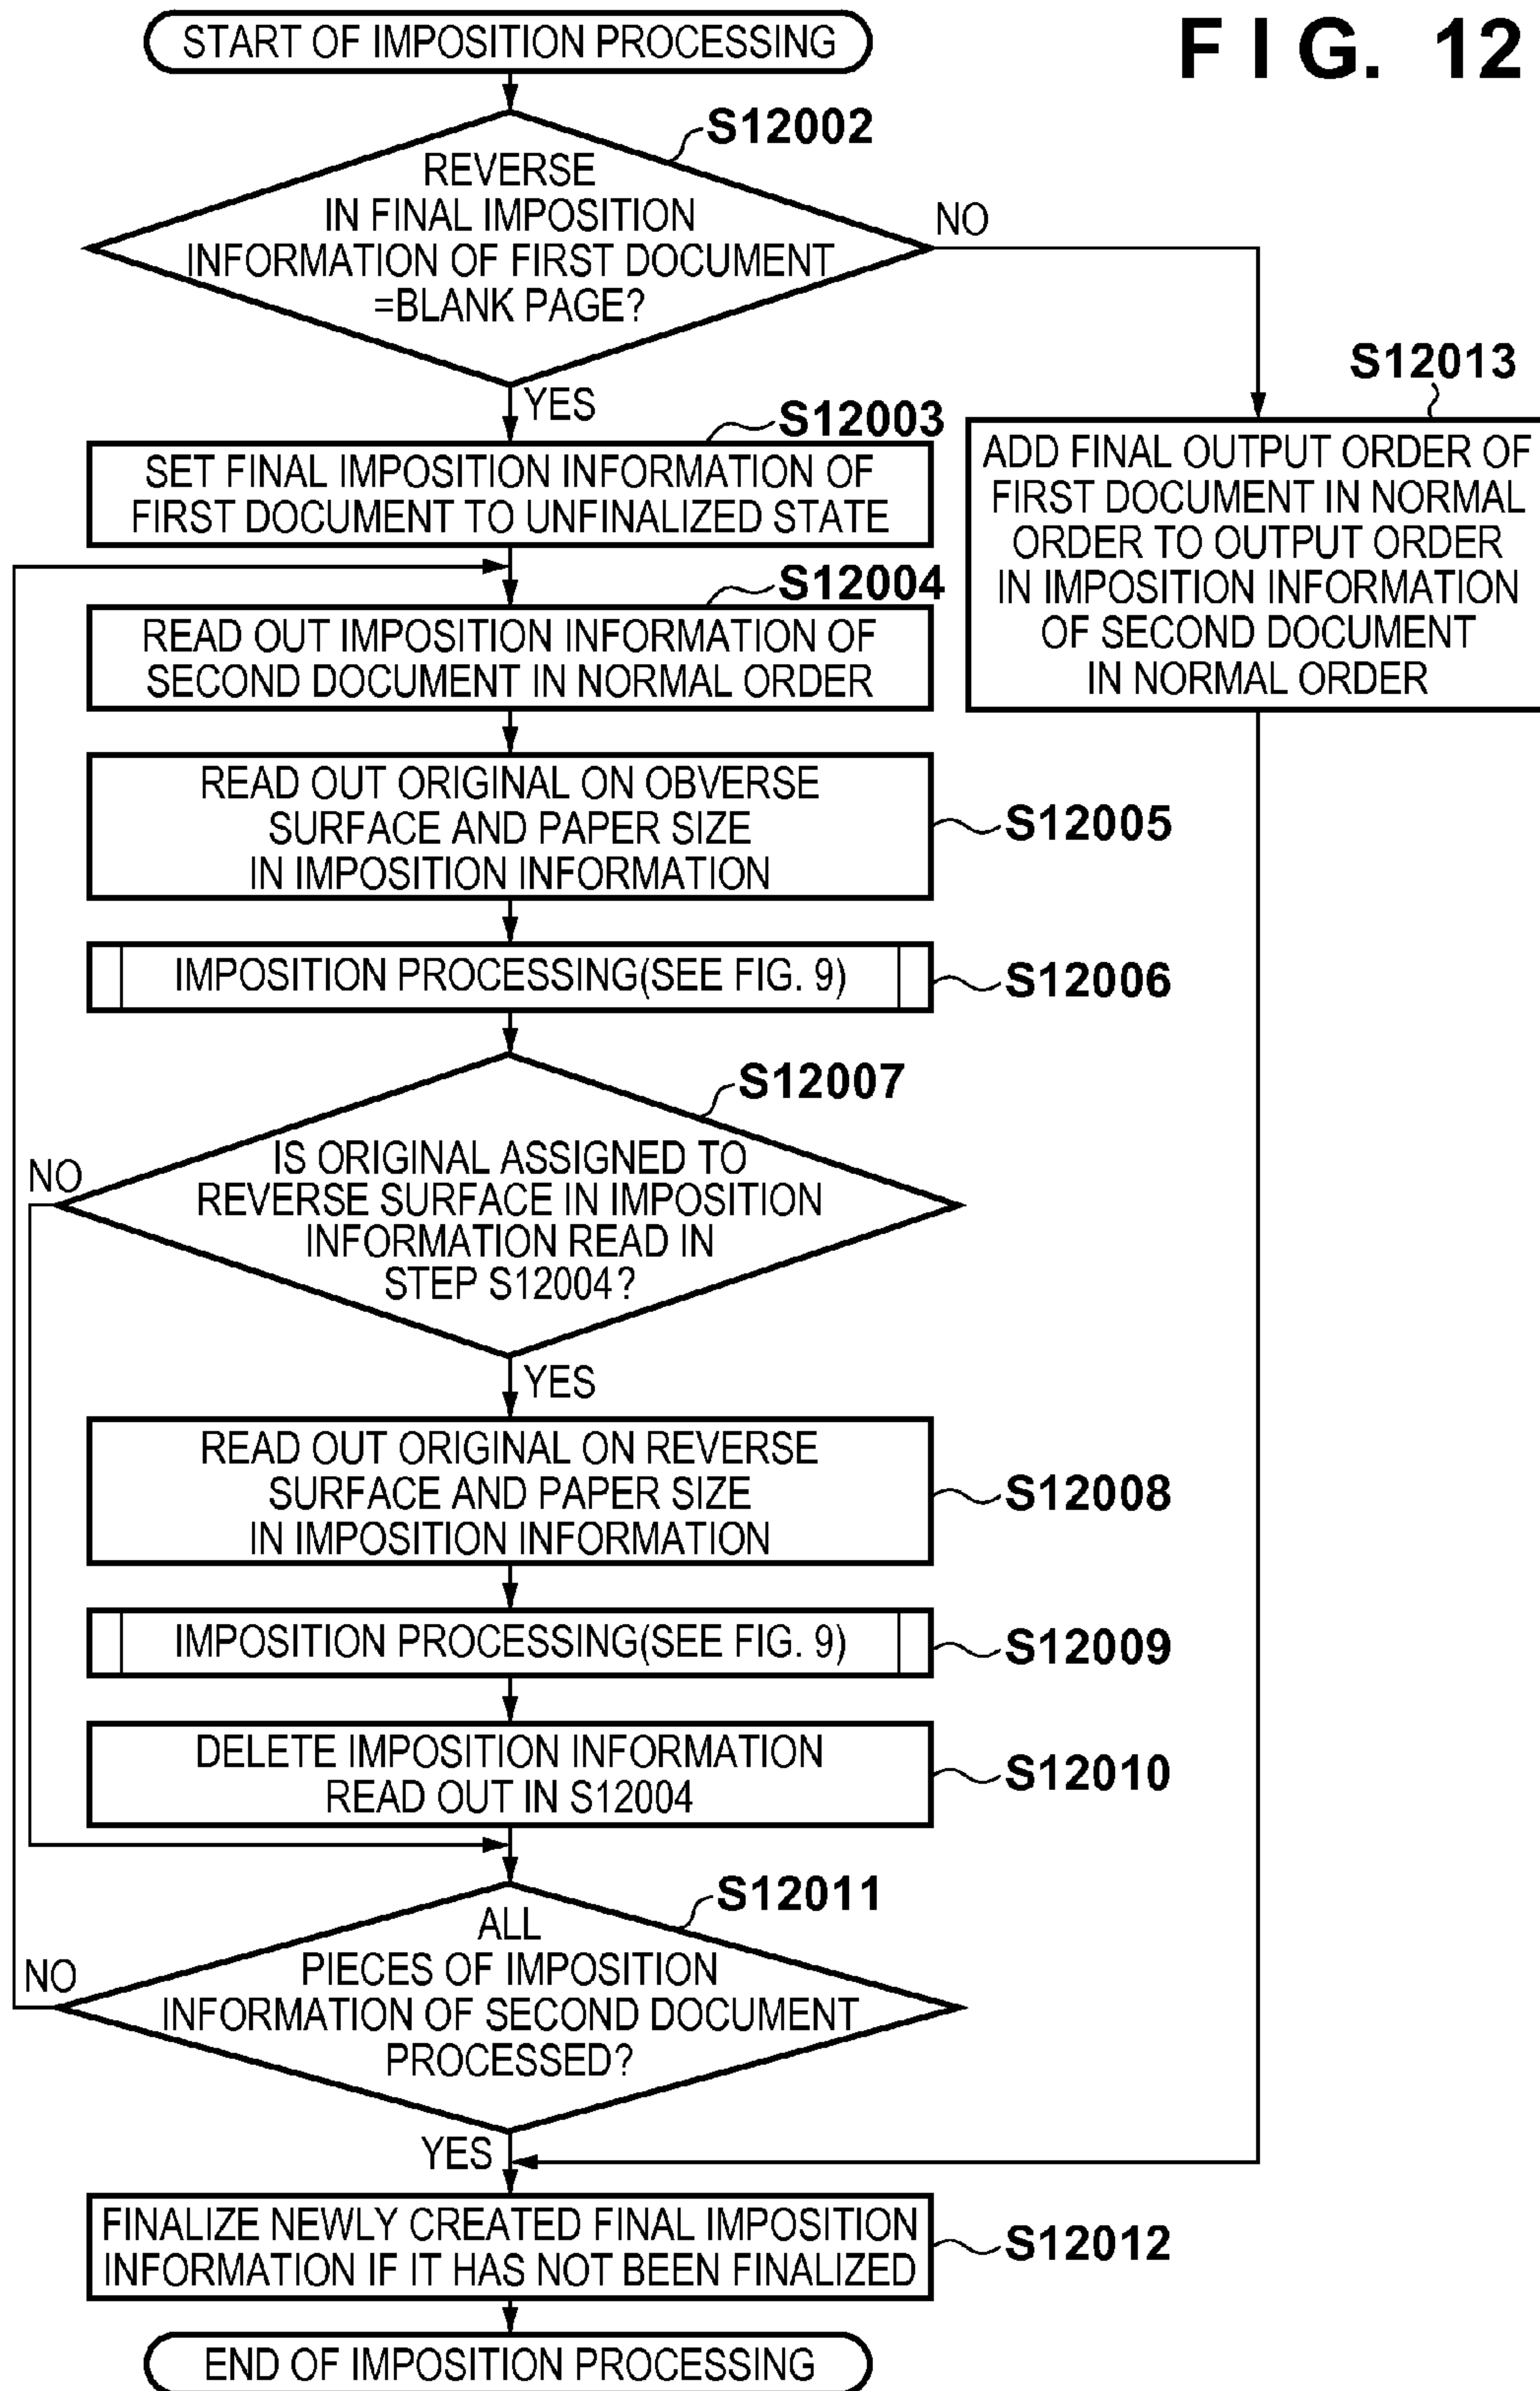 FIG. 12
START OF IMPOSITION PROCESSING
S12002
REVERSE
IN FINAL IMPOSITION
INFORMATION OF FIRST DOCUMENT
=BLANK PAGE?
NO
YES
S12003
SET FINAL IMPOSITION INFORMATION OF
FIRST DOCUMENT TO UNFINALIZED STATE
S12013
ADD FINAL OUTPUT ORDER OF
FIRST DOCUMENT IN NORMAL
ORDER TO OUTPUT ORDER
IN IMPOSITION INFORMATION
OF SECOND DOCUMENT
IN NORMAL ORDER
S12004
READ OUT IMPOSITION INFORMATION OF
SECOND DOCUMENT IN NORMAL ORDER
READ OUT ORIGINAL ON OBVERSE
SURFACE AND PAPER SIZE
IN IMPOSITION INFORMATION
S12005
IMPOSITION PROCESSING(SEE FIG. 9)
S12006
S12007
IS ORIGINAL ASSIGNED TO
REVERSE SURFACE IN IMPOSITION
INFORMATION READ IN
STEP S12004?
NO
YES
READ OUT ORIGINAL ON REVERSE
SURFACE AND PAPER SIZE
IN IMPOSITION INFORMATION
S12008
IMPOSITION PROCESSING(SEE FIG. 9)
S12009
DELETE IMPOSITION INFORMATION
READ OUT IN S12004
S12010
S12011
ALL
PIECES OF IMPOSITION
INFORMATION OF SECOND DOCUMENT
PROCESSED?
NO
YES
FINALIZE NEWLY CREATED FINAL IMPOSITION
INFORMATION IF IT HAS NOT BEEN FINALIZED
S12012
END OF IMPOSITION PROCESSING